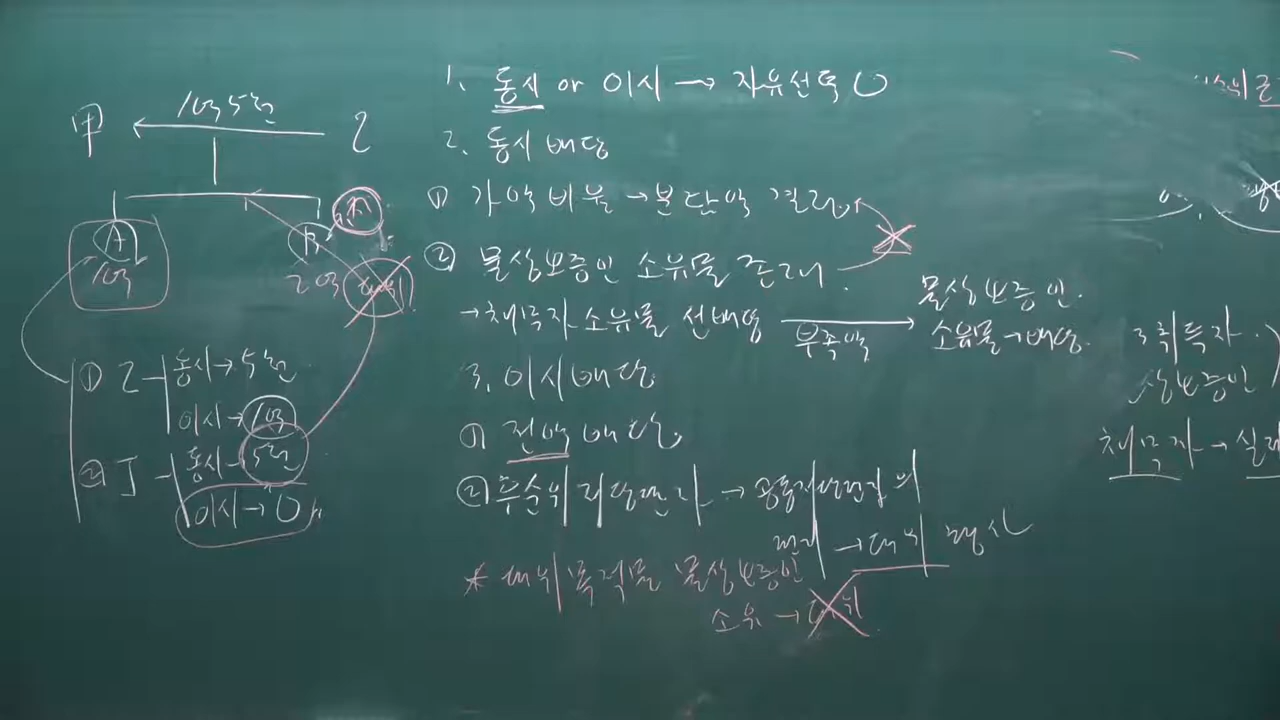 甲 ← 1억5천 乙
A
1억
B
2억
① 乙 동시→5천
이시→1억
② 丁 동시→5천
이시→0
1. 동시 or 이시 → 자유선택 O
2. 동시배당
① 가액비율→분담액 결정
② 물상보증인 소유물 존재
→채무자 소유물 선배당 → 부족액 물상보증인
소유물→배당
3. 이시배당
① 전액배당
② 후순위 저당권자 → 공동저당권자의
권리 → 대위 행사
* 대위목적물 물상보증인
소유 → 대위
3취득자
상보증인
채무자 →